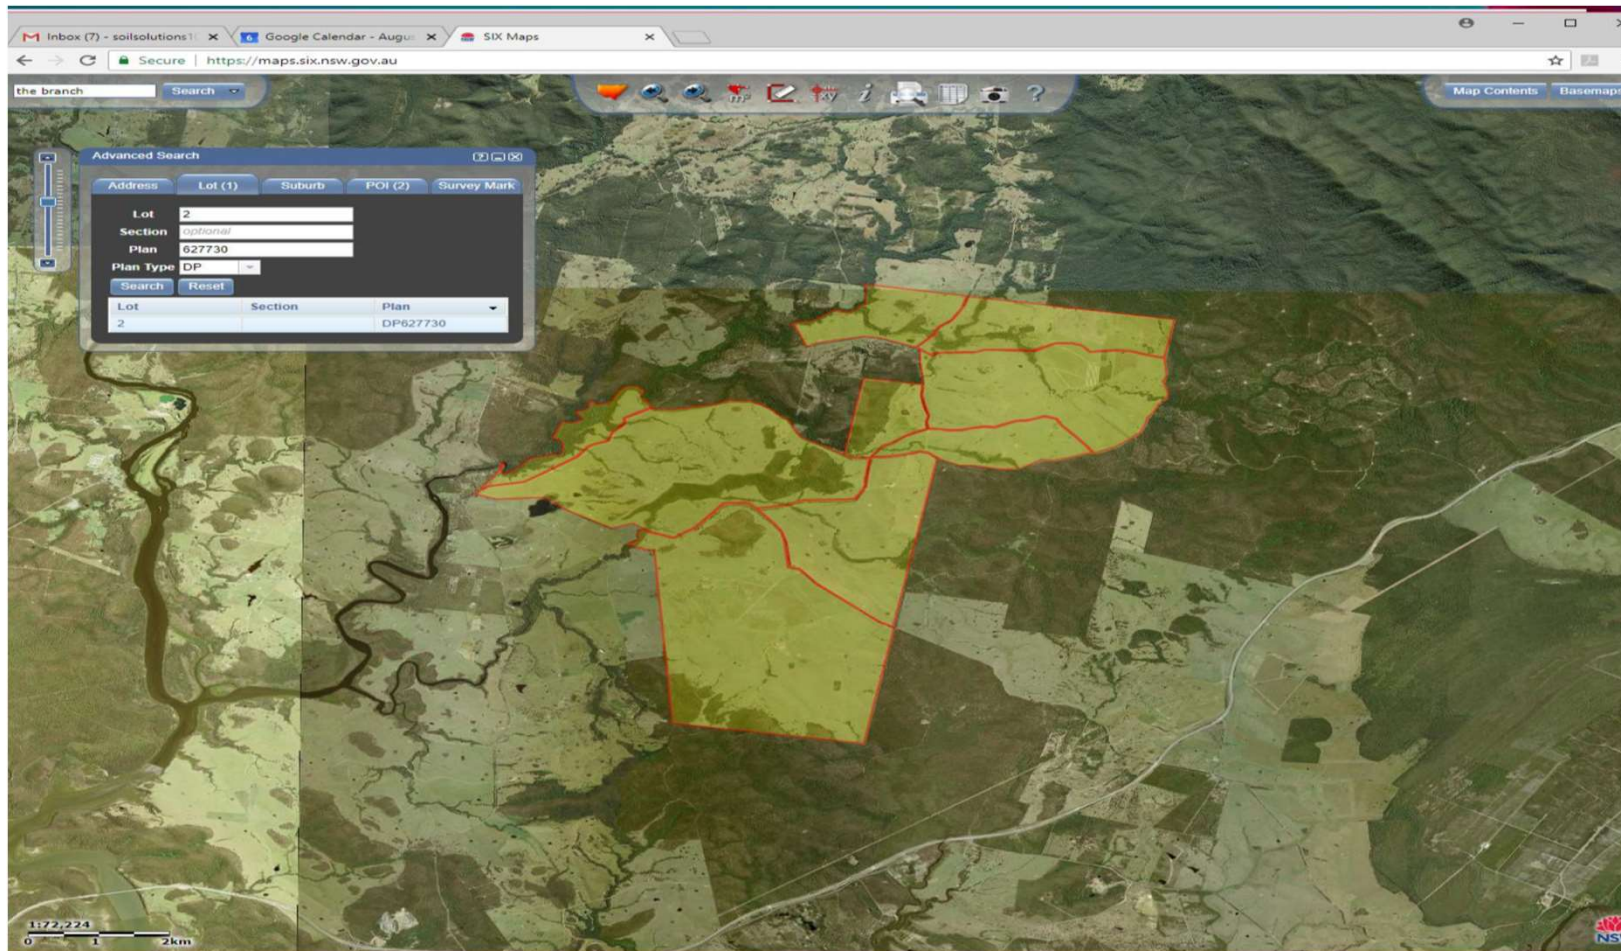 Inbox (7) - soilsolutions1
Google Calendar - Augu
SIX Maps
Secure | https://maps.six.nsw.gov.au
the branch
Search
Map Contents
Basemaps
Advanced Search
Address
Lot (1)
Suburb
POI (2)
Survey Mark
Lot 2
Section optional
Plan 627730
Plan Type DP
Search Reset
Lot Section Plan
2 DP627730
1:72,224
0 1 2km